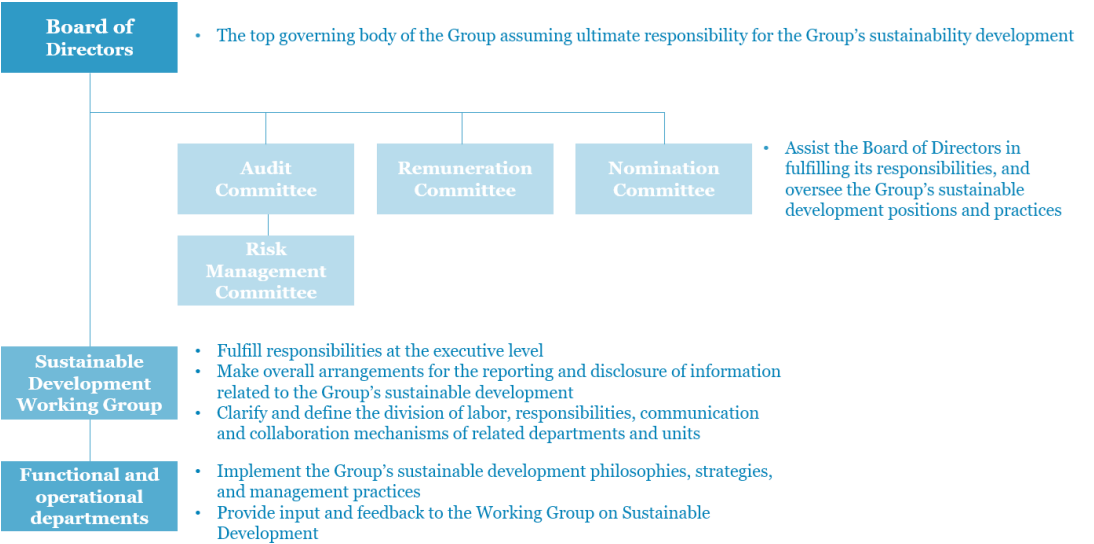 Board of
Directors
• The top governing body of the Group assuming ultimate responsibility for the Group’s sustainability development
Audit
Committee
Remuneration
Committee
Nomination
Committee
• Assist the Board of Directors in
fulfilling its responsibilities, and
oversee the Group’s sustainable
development positions and practices
Risk
Management
Committee
Sustainable
Development
Working Group
• Fulfill responsibilities at the executive level
• Make overall arrangements for the reporting and disclosure of information
related to the Group’s sustainable development
• Clarify and define the division of labor, responsibilities, communication
and collaboration mechanisms of related departments and units
Functional and
operational
departments
• Implement the Group’s sustainable development philosophies, strategies,
and management practices
• Provide input and feedback to the Working Group on Sustainable
Development